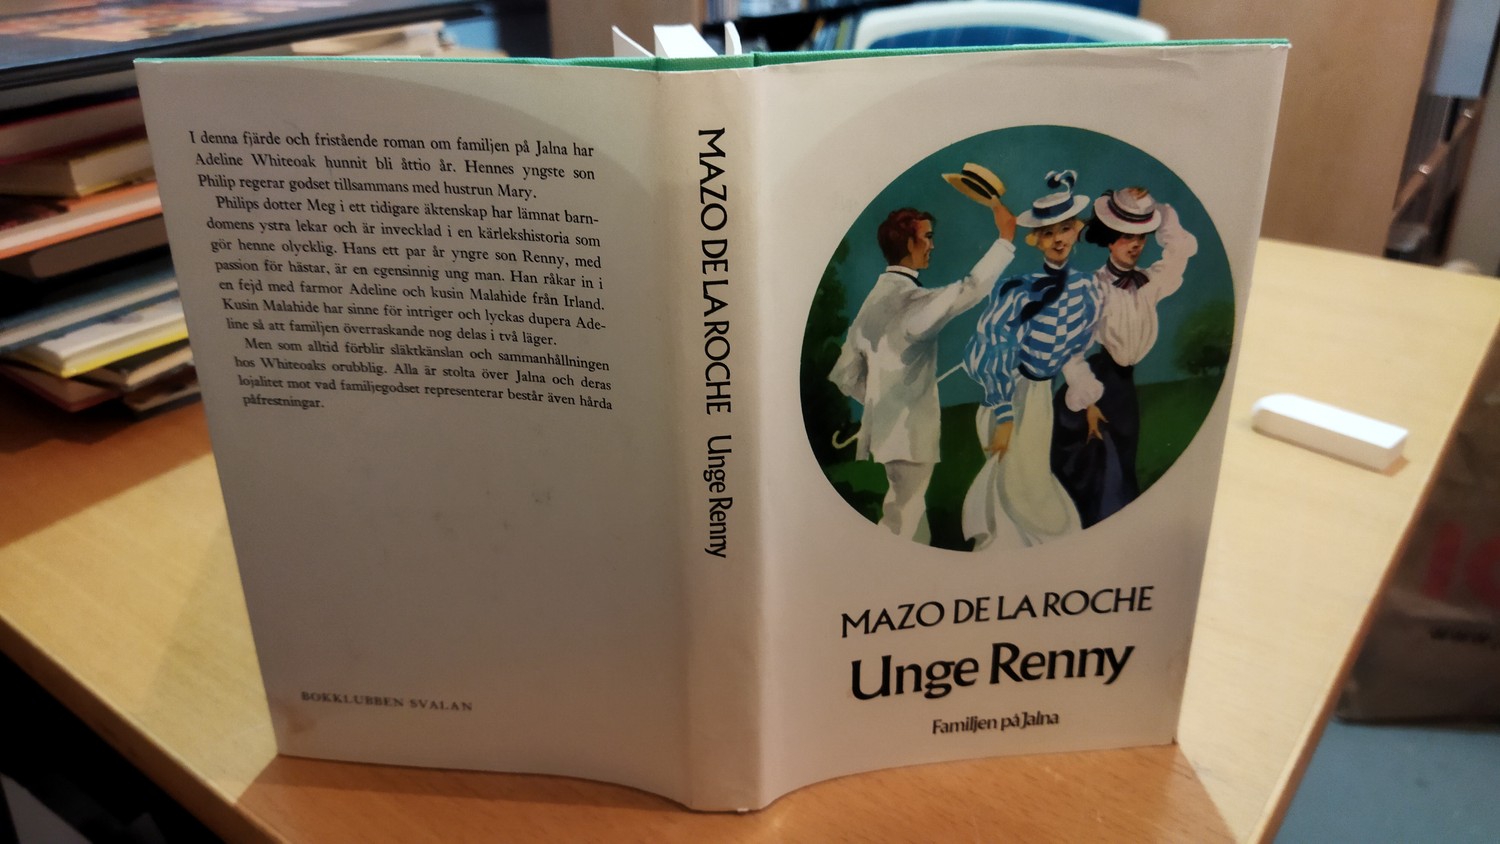 I denna fjärde och fristående roman om familjen på Jalna har
Adeline Whiteoak hunnit bli åttio år. Hennes yngste son
Philip regerar godset tillsammans med hustrun Mary.
Philips dotter Meg i ett tidigare äktenskap har lämnat barn-
domens ystra lekar och är invecklad i en kärlekshistoria som
gör henne olycklig. Hans ett par år yngre son Renny, med
passion för hästar, är en egensinnig ung man. Han råkar in i
en fejd med farmor Adeline och kusin Malahide från Irland.
Kusin Malahide har sinne för intriger och lyckas dupera Ade-
line så att familjen överraskande nog delas i två läger.
Men som alltid förblir släktkänslan och sammanhållningen
hos Whiteoaks orubblig. Alla är stolta över Jalna och deras
lojalitet mot vad familjegodset representerar består även hårda
påfrestningar.
BOKKLUBBEN SVALAN
MAZO DE LA ROCHE Unge Renny
MAZO DE LA ROCHE
Unge Renny
Familjen på Jalna